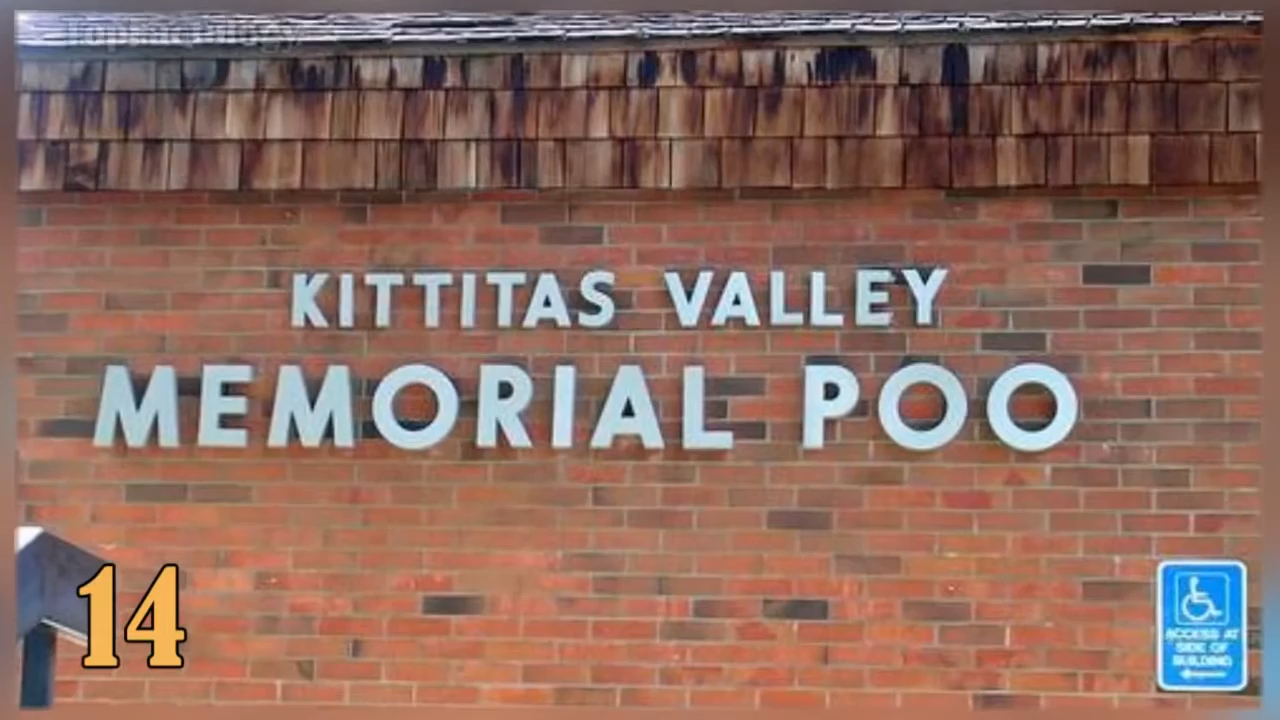 KITTITAS VALLEY
MEMORIAL POO
14
ACCESS AT
SIDE OF
BUILDING